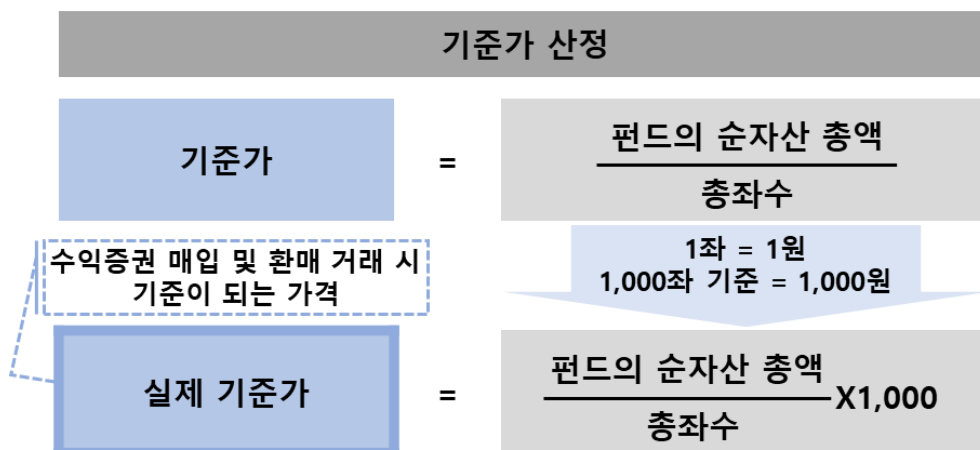 기준가 산정
기준가
=
펀드의 순자산 총액
총좌수
수익증권 매입 및 환매 거래 시
기준이 되는 가격
1좌 = 1원
1,000좌 기준 = 1,000원
실제 기준가
=
펀드의 순자산 총액
총좌수
X1,000